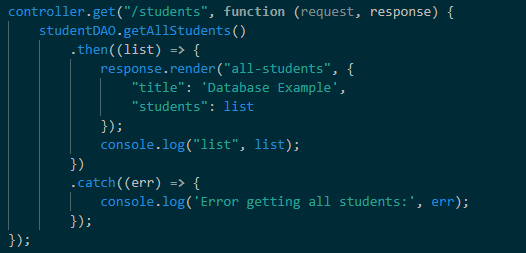 controller.get("/students", function (request, response) {
    studentDAO.getAllStudents()
        .then((list) => {
            response.render("all-students", {
                "title": 'Database Example',
                "students": list
            });
            console.log("list", list);
        })
        .catch((err) => {
            console.log('Error getting all students:', err);
        });
});